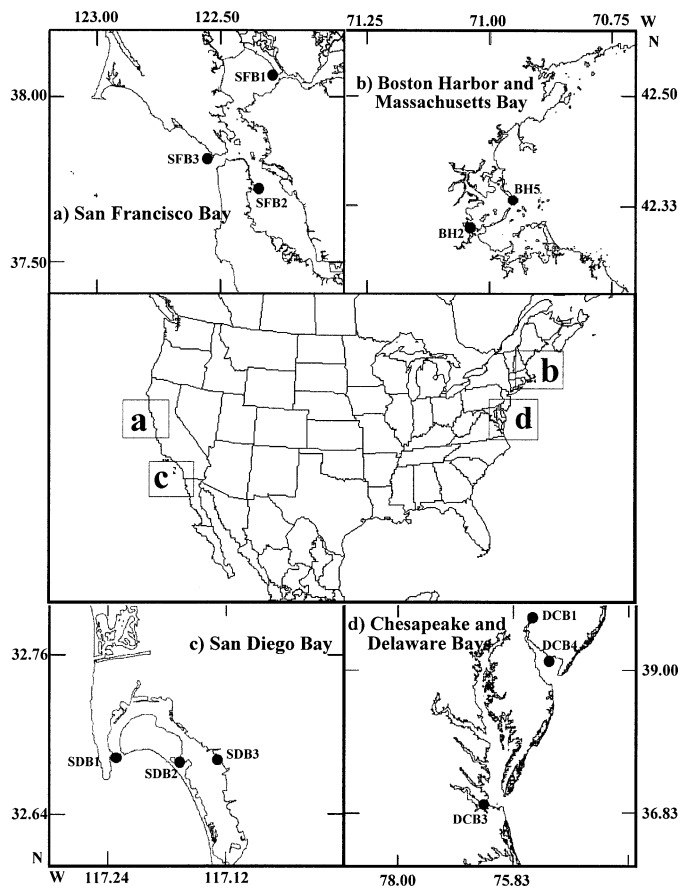 123.00 122.50 71.25 71.00 70.75 W
N
38.00 42.50
SFB1
b) Boston Harbor and
Massachusetts Bay
SFB3
SFB2
BH5
42.33
a) San Francisco Bay
BH2
37.50
b
a
d
c
c) San Diego Bay
d) Chesapeake and
Delaware Bays
DCB1
DCB4
32.76
39.00
SDB1
SDB2
SDB3
32.64
DCB3
36.83
N
W 117.24 117.12 78.00 75.83